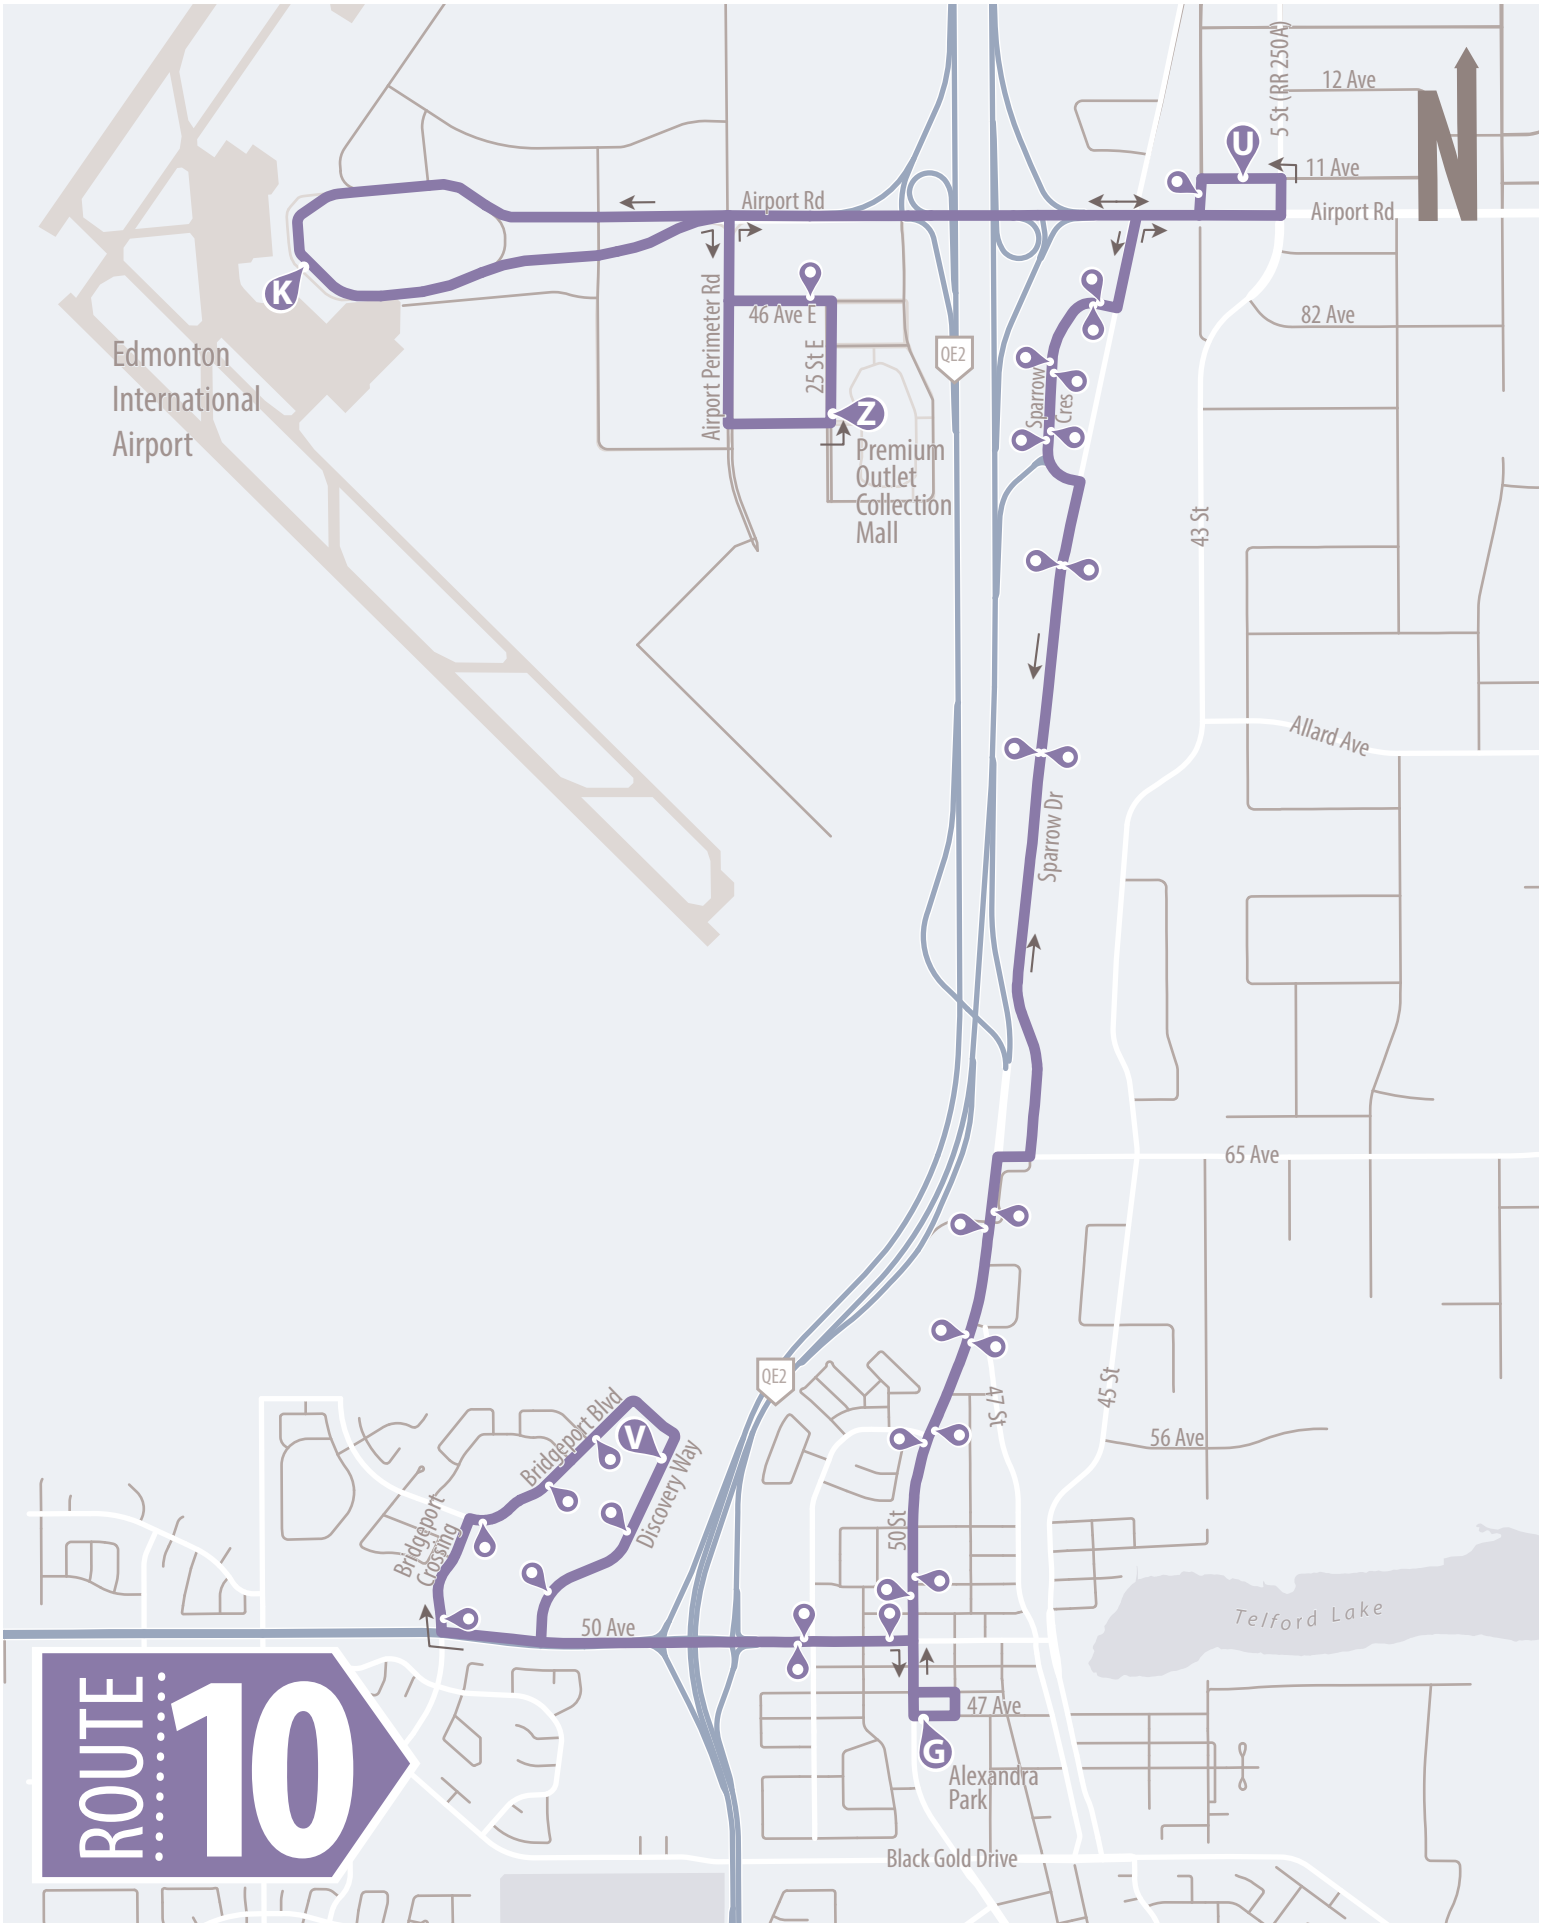 5 St (RR 250A)
12 Ave
N
U
11 Ave
Airport Rd
Airport Rd
K
46 Ave E
Airport Perimeter Rd
25 St E
82 Ave
QE2
Edmonton
International
Airport
Sparrow
Cres
Z
Premium
Outlet
Collection
Mall
43 St
Allard Ave
Sparrow Dr
65 Ave
QE2
47 St
45 St
Bridgeport Blvd
V
56 Ave
Discovery Way
Bridgeport
Crossing
50 St
Telford Lake
50 Ave
47 Ave
G
Alexandra
Park
Black Gold Drive
ROUTE
10